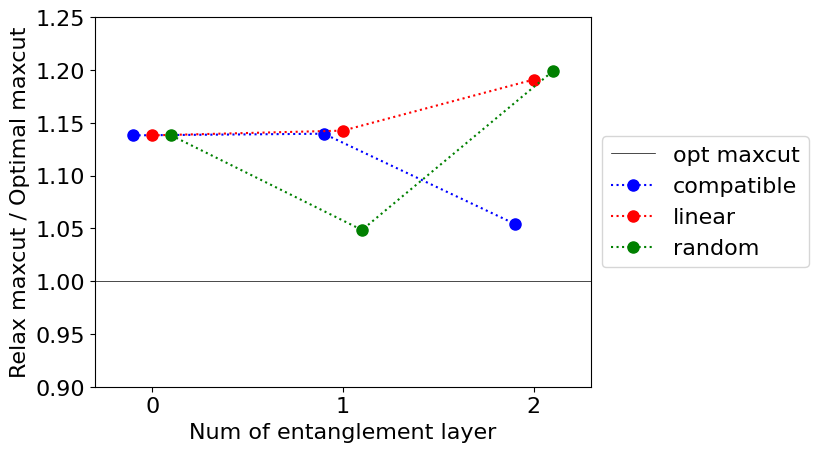 Relax maxcut / Optimal maxcut
1.25
1.20
1.15
1.10
1.05
1.00
0.95
0.90
0
1
2
Num of entanglement layer
opt maxcut
compatible
linear
random